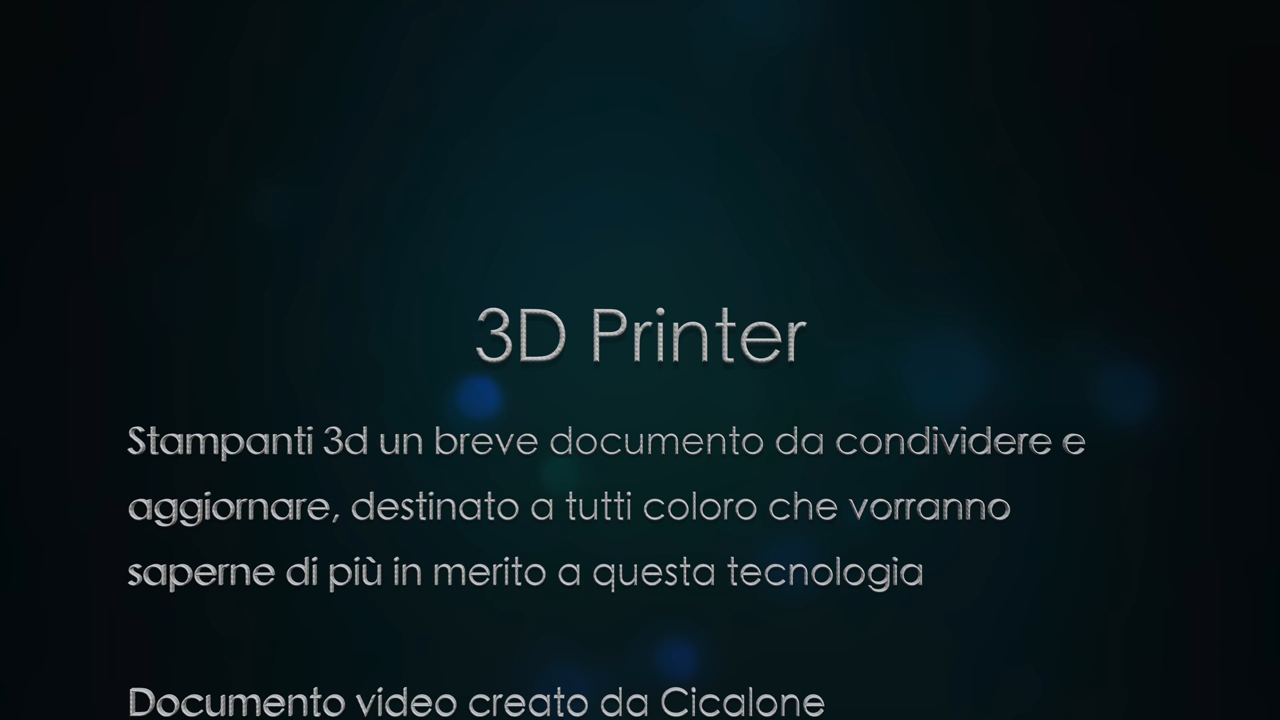 3D Printer
Stampanti 3d un breve documento da condividere e
aggiornare, destinato a tutti coloro che vorranno
saperne di più in merito a questa tecnologia
Documento video creato da Cicalone